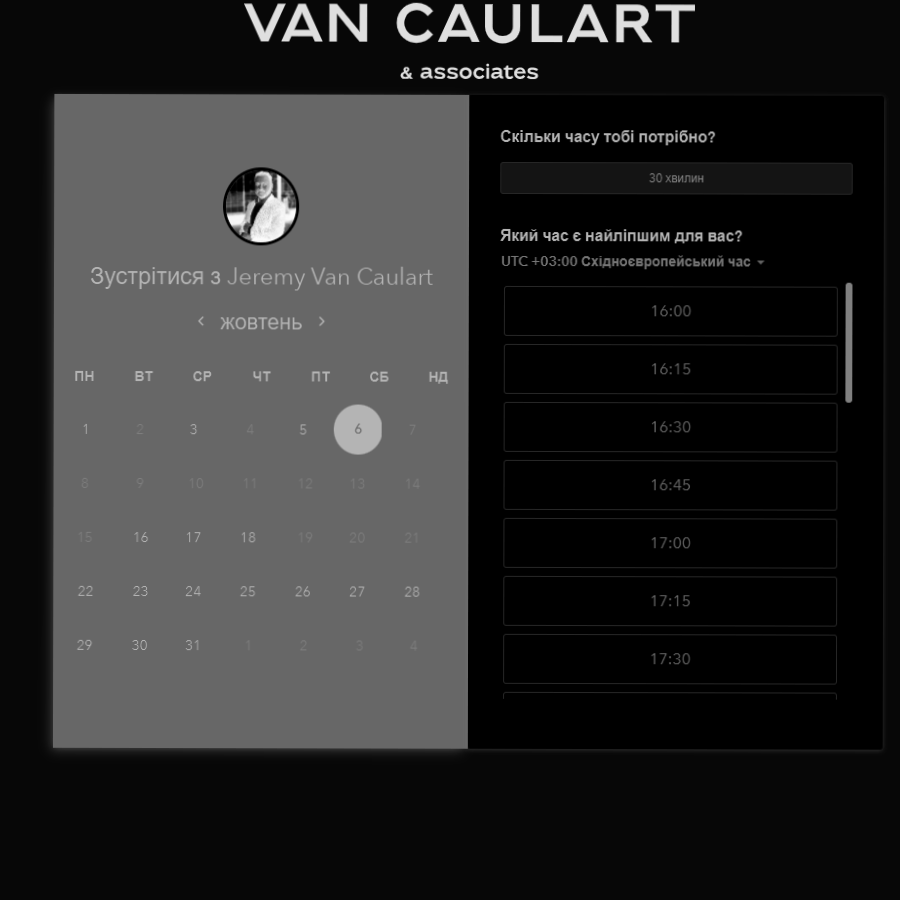 VAN CAULART
& associates
Зустрітися з Jeremy Van Caulart
жовтень
ПН ВТ СР ЧТ ПТ СБ НД
1 2 3 4 5 6 7
8 9 10 11 12 13 14
15 16 17 18 19 20 21
22 23 24 25 26 27 28
29 30 31 1 2 3 4
Скільки часу тобі потрібно?
30 хвилин
Який час є найліпшим для вас?
UTC +03:00 Східноєвропейський час
16:00
16:15
16:30
16:45
17:00
17:15
17:30